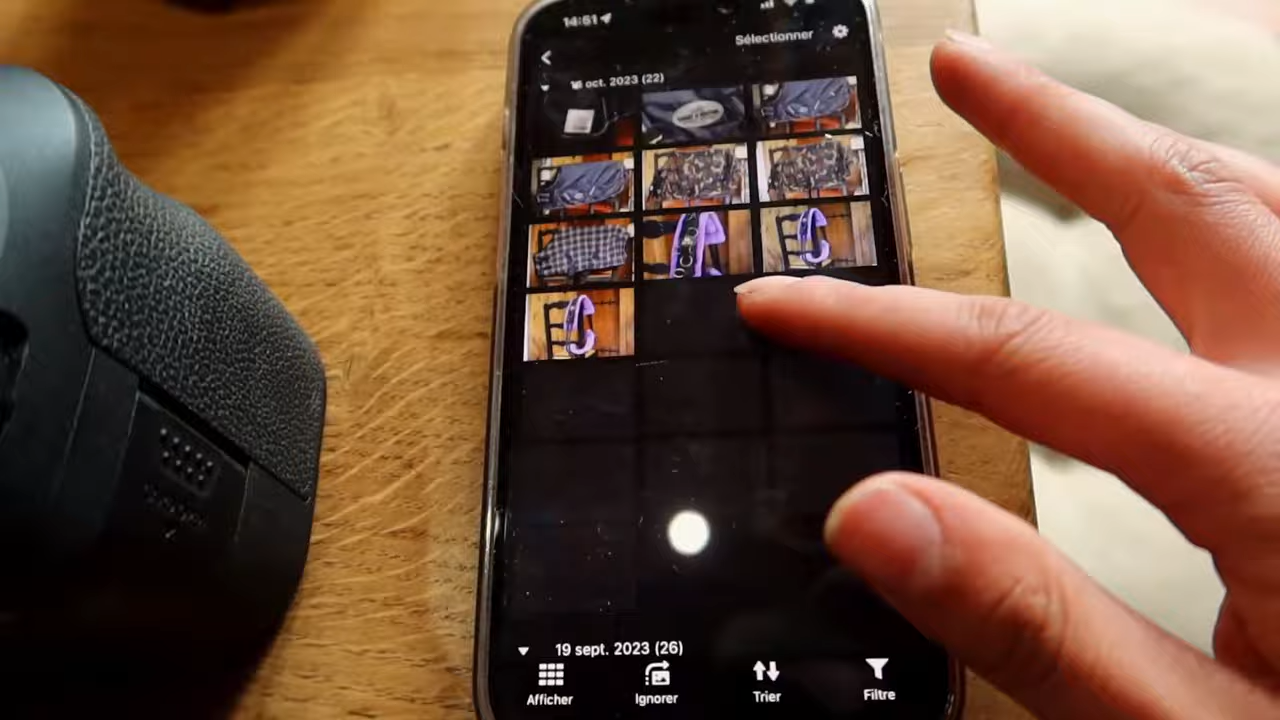 14:51
Sélectionner
oct. 2023 (22)
19 sept. 2023 (26)
Afficher
Ignorer
Trier
Filtre